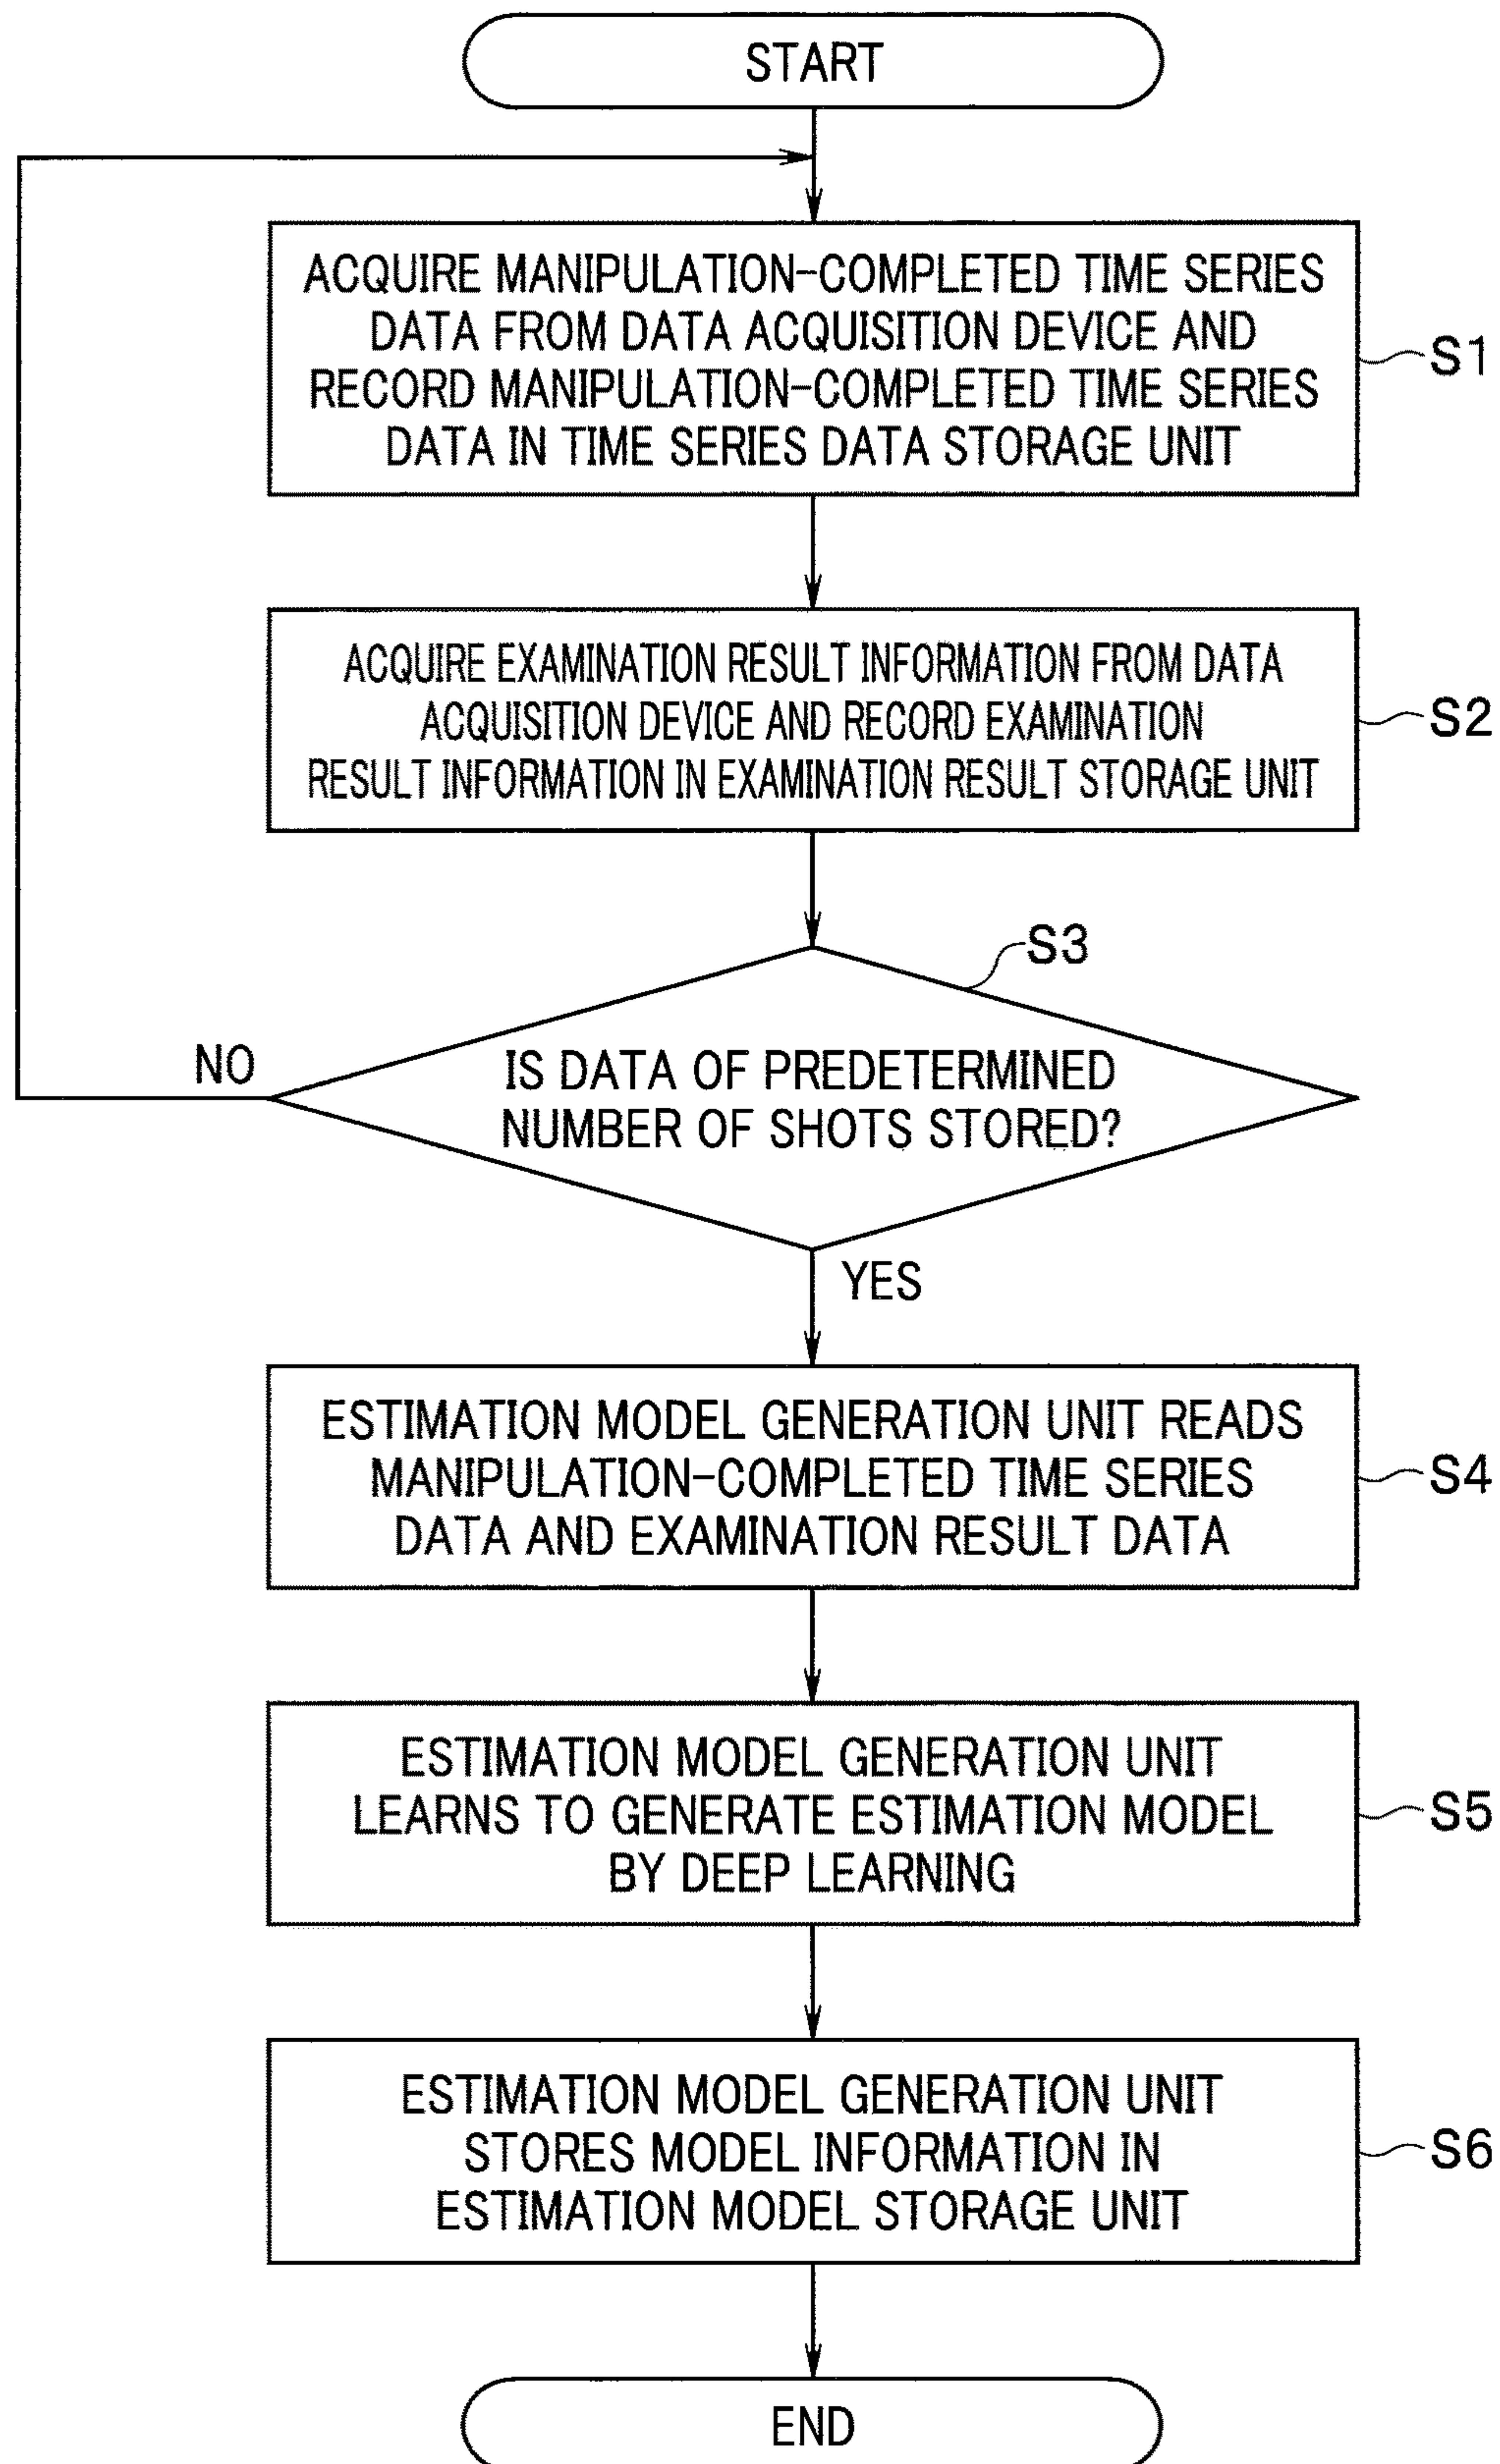 START
ACQUIRE MANIPULATION-COMPLETED TIME SERIES
DATA FROM DATA ACQUISITION DEVICE AND
RECORD MANIPULATION-COMPLETED TIME SERIES
DATA IN TIME SERIES DATA STORAGE UNIT
S1
ACQUIRE EXAMINATION RESULT INFORMATION FROM DATA
ACQUISITION DEVICE AND RECORD EXAMINATION
RESULT INFORMATION IN EXAMINATION RESULT STORAGE UNIT
S2
S3
IS DATA OF PREDETERMINED
NUMBER OF SHOTS STORED?
NO
YES
ESTIMATION MODEL GENERATION UNIT READS
MANIPULATION-COMPLETED TIME SERIES
DATA AND EXAMINATION RESULT DATA
S4
ESTIMATION MODEL GENERATION UNIT
LEARNS TO GENERATE ESTIMATION MODEL
BY DEEP LEARNING
S5
ESTIMATION MODEL GENERATION UNIT
STORES MODEL INFORMATION IN
ESTIMATION MODEL STORAGE UNIT
S6
END